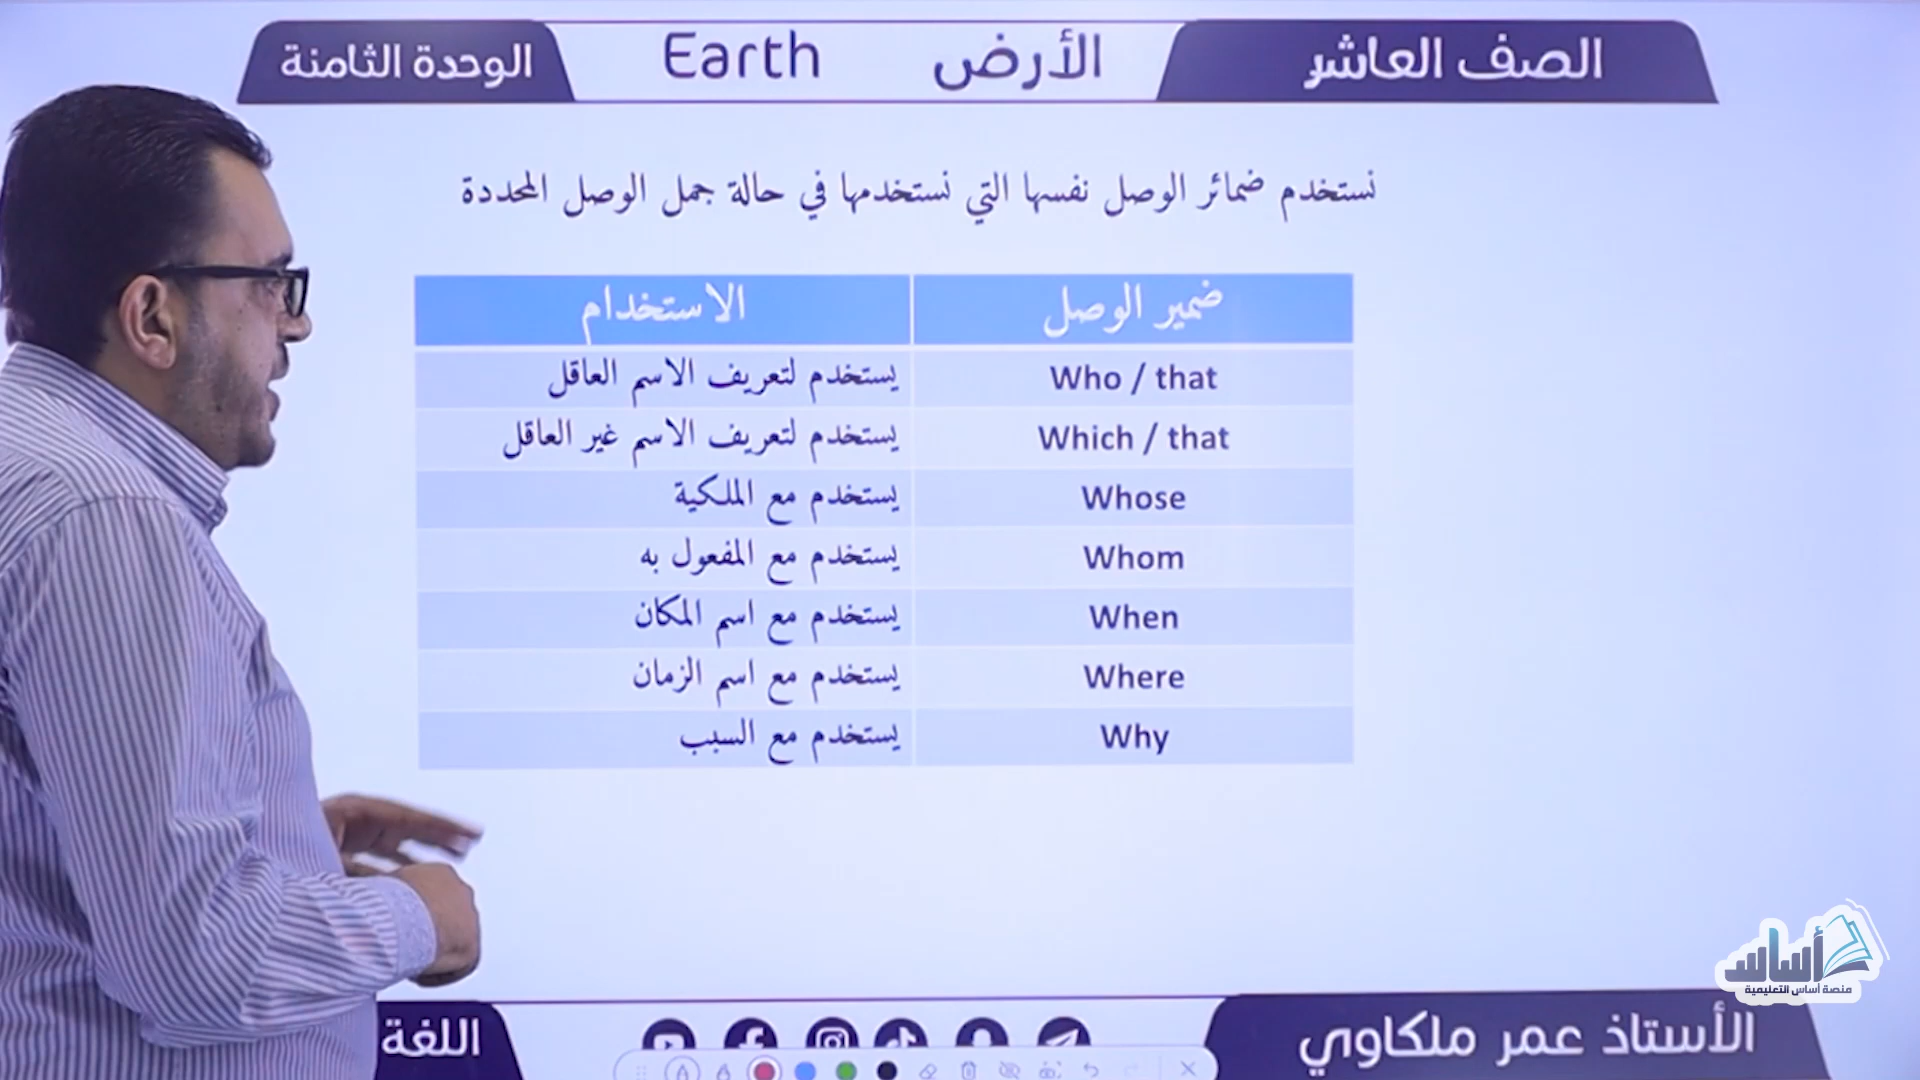 الصف العاشر
الأرض Earth
الوحدة الثامنة
نستخدم ضمائر الوصل نفسها التي نستخدمها في حالة جمل الوصل المحددة
ضمير الوصل الاستخدام
Who / that يستخدم لتعريف الاسم العاقل
Which / that يستخدم لتعريف الاسم غير العاقل
Whose يستخدم مع الملكية
Whom يستخدم مع المفعول به
When يستخدم مع اسم المكان
Where يستخدم مع اسم الزمان
Why يستخدم مع السبب
أساس
منصة أساس التعليمية
الأستاذ عمر ملكاوي
اللغة